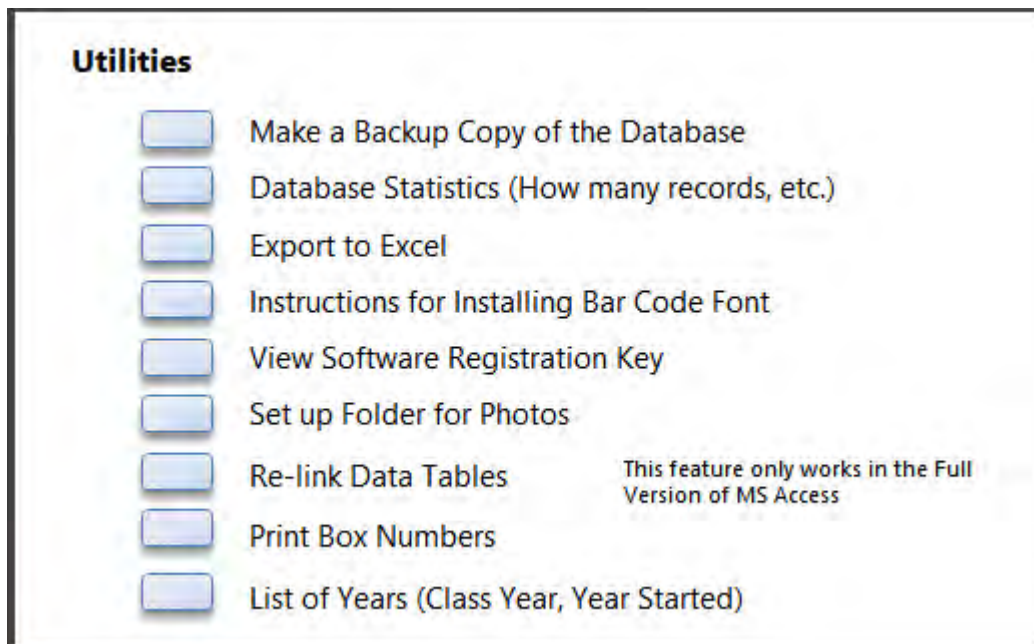 Utilities
Make a Backup Copy of the Database
Database Statistics (How many records, etc.)
Export to Excel
Instructions for Installing Bar Code Font
View Software Registration Key
Set up Folder for Photos
Re-link Data Tables
This feature only works in the Full
Version of MS Access
Print Box Numbers
List of Years (Class Year, Year Started)